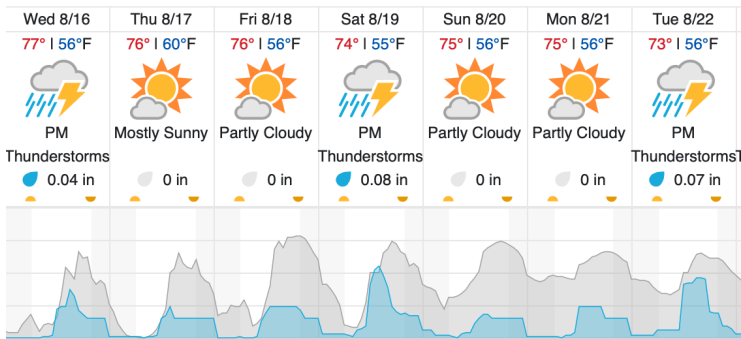 Wed 8/16 Thu 8/17 Fri 8/18 Sat 8/19 Sun 8/20 Mon 8/21 Tue 8/22
77° | 56°F 76° | 60°F 76° | 56°F 74° | 55°F 75° | 56°F 75° | 56°F 73° | 56°F
PM Mostly Sunny Partly Cloudy PM Partly Cloudy Partly Cloudy PM
Thunderstorms Thunderstorms Thunderstorms
0.04 in 0 in 0 in 0.08 in 0 in 0 in 0.07 in